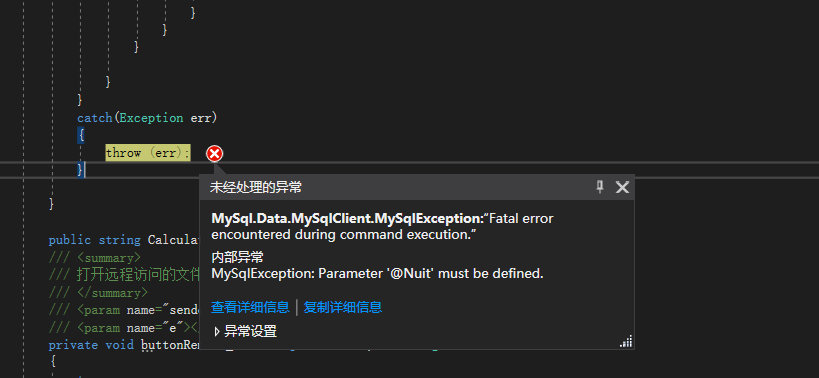 }
}
}
}
}
catch(Exception err)
{
throw (err);
}
未经处理的异常
MySql.Data.MySqlClient.MySqlException:“Fatal error
encountered during command execution.”
内部异常
MySqlException: Parameter '@Nuit' must be defined.
查看详细信息 | 复制详细信息
异常设置
}
public string Calcula
/// <summary>
/// 打开远程访问的文件
/// </summary>
/// <param name="sende
/// <param name="e"><
private void buttonRe
{